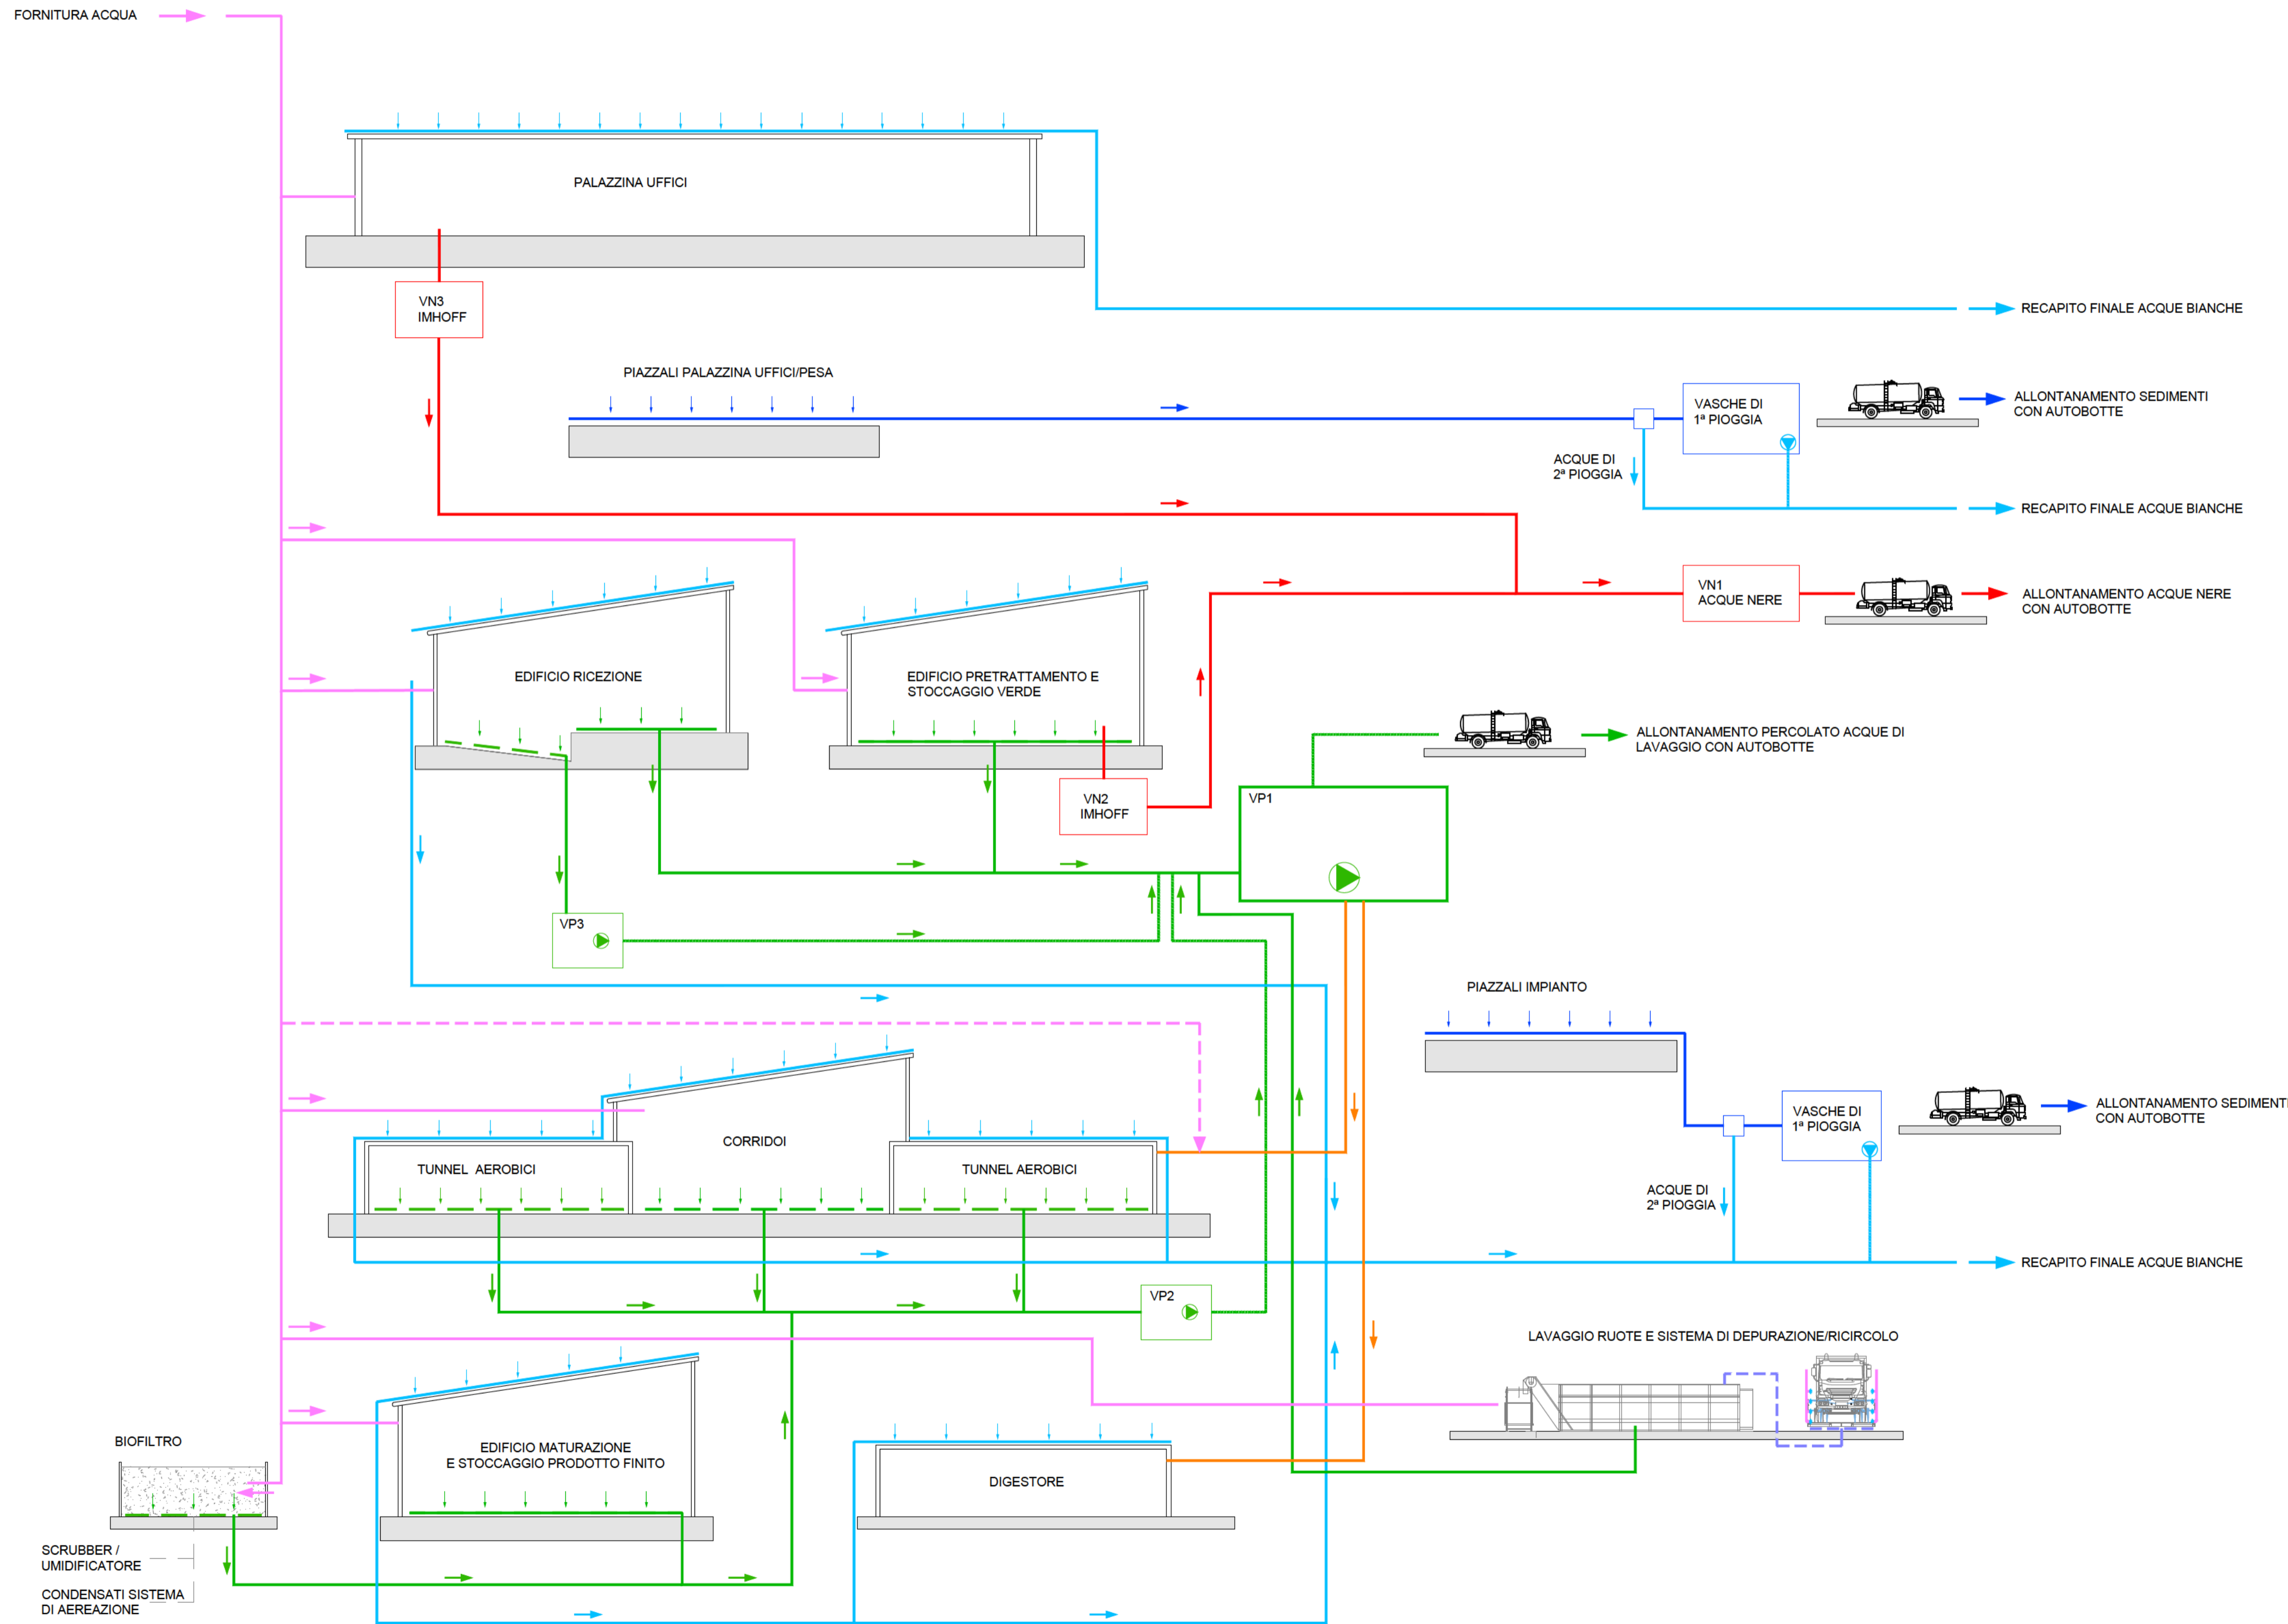 FORNITURA ACQUA
PALAZZINA UFFICI
VN3
IMHOFF
RECAPITO FINALE ACQUE BIANCHE
PIAZZALI PALAZZINA UFFICI/PESA
VASCHE DI
1ª PIOGGIA
ALLONTANAMENTO SEDIMENTI
CON AUTOBOTTE
ACQUE DI
2ª PIOGGIA
RECAPITO FINALE ACQUE BIANCHE
VN1
ACQUE NERE
ALLONTANAMENTO ACQUE NERE
CON AUTOBOTTE
EDIFICIO RICEZIONE
EDIFICIO PRETRATTAMENTO E
STOCCAGGIO VERDE
ALLONTANAMENTO PERCOLATO ACQUE DI
LAVAGGIO CON AUTOBOTTE
VN2
IMHOFF
VP1
VP3
PIAZZALI IMPIANTO
VASCHE DI
1ª PIOGGIA
ALLONTANAMENTO SEDIMENTI
CON AUTOBOTTE
CORRIDOI
TUNNEL AEROBICI
TUNNEL AEROBICI
ACQUE DI
2ª PIOGGIA
RECAPITO FINALE ACQUE BIANCHE
VP2
LAVAGGIO RUOTE E SISTEMA DI DEPURAZIONE/RICIRCOLO
BIOFILTRO
EDIFICIO MATURAZIONE
E STOCCAGGIO PRODOTTO FINITO
DIGESTORE
SCRUBBER /
UMIDIFICATORE
CONDENSATI SISTEMA
DI AEREAZIONE